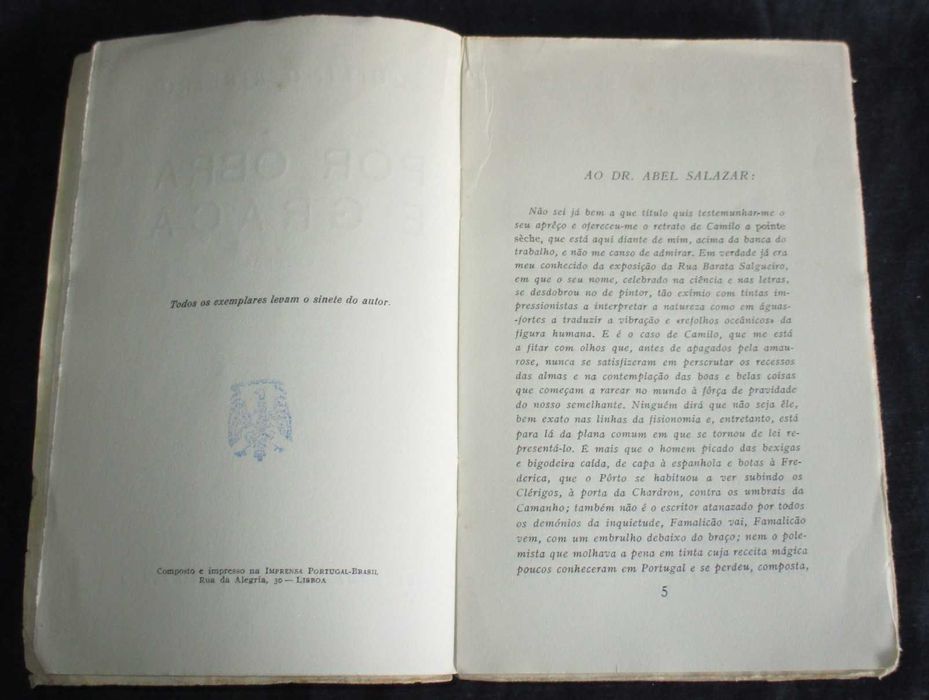 Todos os exemplares levam o sinete do autor.
Composto e impresso na IMPRENSA PORTUGAL-BRASIL
Rua da Alegria, 30 — LISBOA
AO DR. ABEL SALAZAR:
Não sei já bem a que título quis testemunhar-me o
seu aprêço e ofereceu-me o retrato de Camilo a pointe
sèche, que está aqui diante de mim, acima da banca do
trabalho, e não me canso de admirar. Em verdade já era
meu conhecido da exposição da Rua Barata Salgueiro,
em que o seu nome, celebrado na ciência e nas letras,
se desdobrou no de pintor, tão exímio com tintas im-
pressionistas a interpretar a natureza como em águas-
-fortes a traduzir a vibração e «refolhos oceânicos» da
figura humana. E é o caso de Camilo, que me está
a fitar com olhos que, antes de apagados pela amau-
rose, nunca se satisfizeram em perscrutar os recessos
das almas e na contemplação das boas e belas coisas
que começam a rarear no mundo à fôrça de pravidade
do nosso semelhante. Ninguém dirá que não seja êle,
bem exato nas linhas da fisionomia e, entretanto, está
para lá da plana comum em que se tornou de lei re-
presentá-lo. E mais que o homem picado das bexigas
e bigodeira caída, de capa à espanhola e botas à Fre-
derica, que o Pôrto se habituou a ver subindo os
Clérigos, à porta da Chardron, contra os umbrais da
Camanho; também não é o escritor atanazado por todos
os demónios da inquietude, Famalicão vai, Famalicão
vem, com um embrulho debaixo do braço; nem o pole-
mista que molhava a pena em tinta cuja receita mágica
poucos conheceram em Portugal e se perdeu, composta,
5